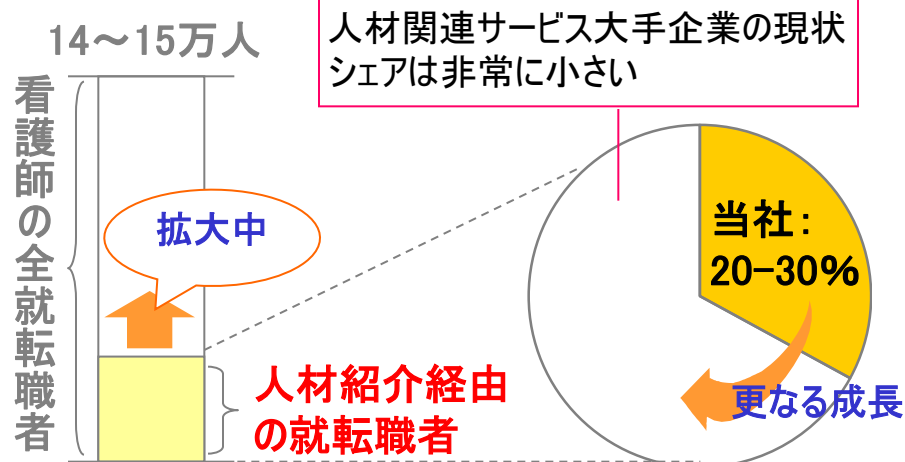 14～15万人
人材関連サービス大手企業の現状
シェアは非常に小さい
看護師の全就転職者
拡大中
当社：
20-30%
人材紹介経由
の就転職者
更なる成長